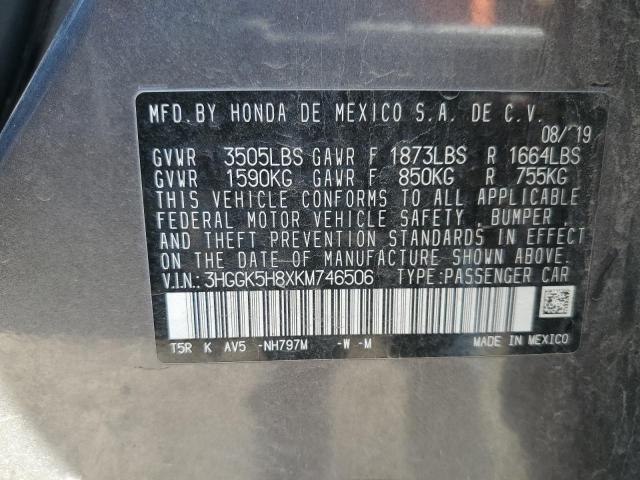 MFD.BY HONDA DE MEXICO S.A. DE C.V.
08/'19
GVWR 3505LBS GAWR F 1873LBS R 1664LBS
GVWR 1590KG GAWR F 850KG R 755KG
THIS VEHICLE CONFORMS TO ALL APPLICABLE
FEDERAL MOTOR VEHICLE SAFETY , BUMPER ,
AND THEFT PREVENTION STANDARDS IN EFFECT
ON THE DATE OF MANUFACTURE SHOWN ABOVE.
V.I.N.: 3HGGK5H8XKM746506 TYPE:PASSENGER CAR
T5R K AV5 -NH797M -W -M MADE IN MEXICO